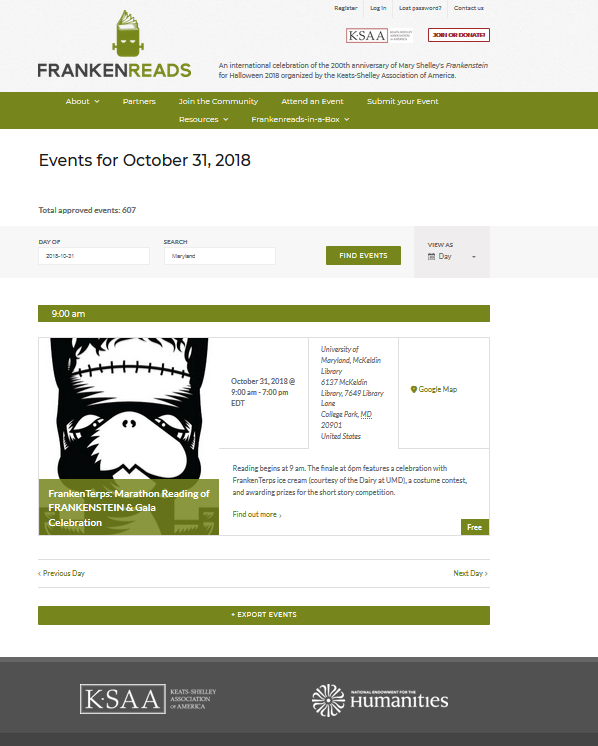 Register
Log In
Lost password?
Contact us
K·SAA
KEATS-SHELLEY
ASSOCIATION
of AMERICA
JOIN OR DONATE!
FRANKENREADS
An international celebration of the 200th anniversary of Mary Shelley's Frankenstein
for Halloween 2018 organized by the Keats-Shelley Association of America.
About
Partners
Join the Community
Attend an Event
Submit your Event
Resources
Frankenreads-in-a-Box
Events for October 31, 2018
Total approved events: 607
DAY OF
SEARCH
VIEW AS
2018-10-31
Maryland
FIND EVENTS
Day
9:00 am
October 31, 2018 @
9:00 am - 7:00 pm
EDT
University of
Maryland, McKeldin
Library
6137 McKeldin
Library, 7649 Library
Lane
College Park, MD
20901
United States
Google Map
FrankenTerps: Marathon Reading of
FRANKENSTEIN & Gala
Celebration
Reading begins at 9 am. The finale at 6pm features a celebration with
FrankenTerps ice cream (courtesy of the Dairy at UMD), a costume contest,
and awarding prizes for the short story competition.
Find out more ›
Free
‹ Previous Day
Next Day ›
+ EXPORT EVENTS
K·SAA
KEATS-SHELLEY
ASSOCIATION
of AMERICA
NATIONAL ENDOWMENT FOR THE
Humanities